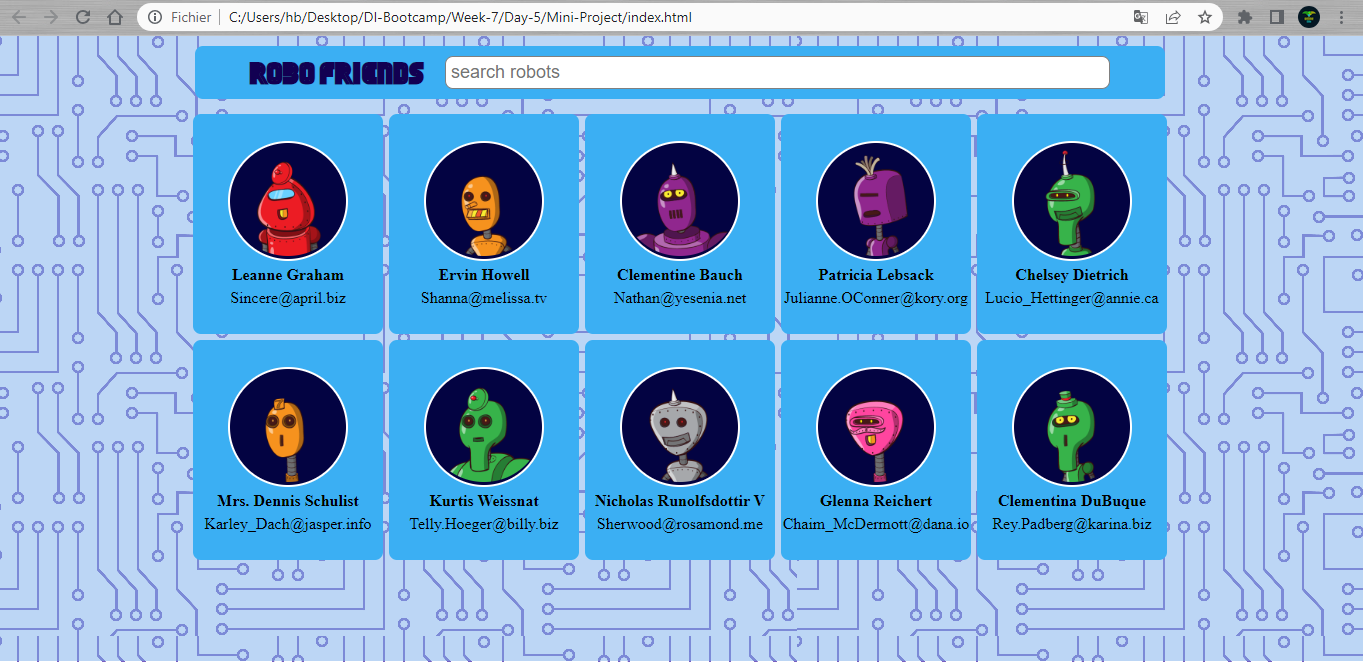 Fichier C:/Users/hb/Desktop/DI-Bootcamp/Week-7/Day-5/Mini-Project/index.html
ROBO FRIENDS search robots
Leanne Graham
Sincere@april.biz
Ervin Howell
Shanna@melissa.tv
Clementine Bauch
Nathan@yesenia.net
Patricia Lebsack
Julianne.OConner@kory.org
Chelsey Dietrich
Lucio_Hettinger@annie.ca
Mrs. Dennis Schulist
Karley_Dach@jasper.info
Kurtis Weissnat
Telly.Hoeger@billy.biz
Nicholas Runolfsdottir V
Sherwood@rosamond.me
Glenna Reichert
Chaim_McDermott@dana.io
Clementina DuBuque
Rey.Padberg@karina.biz